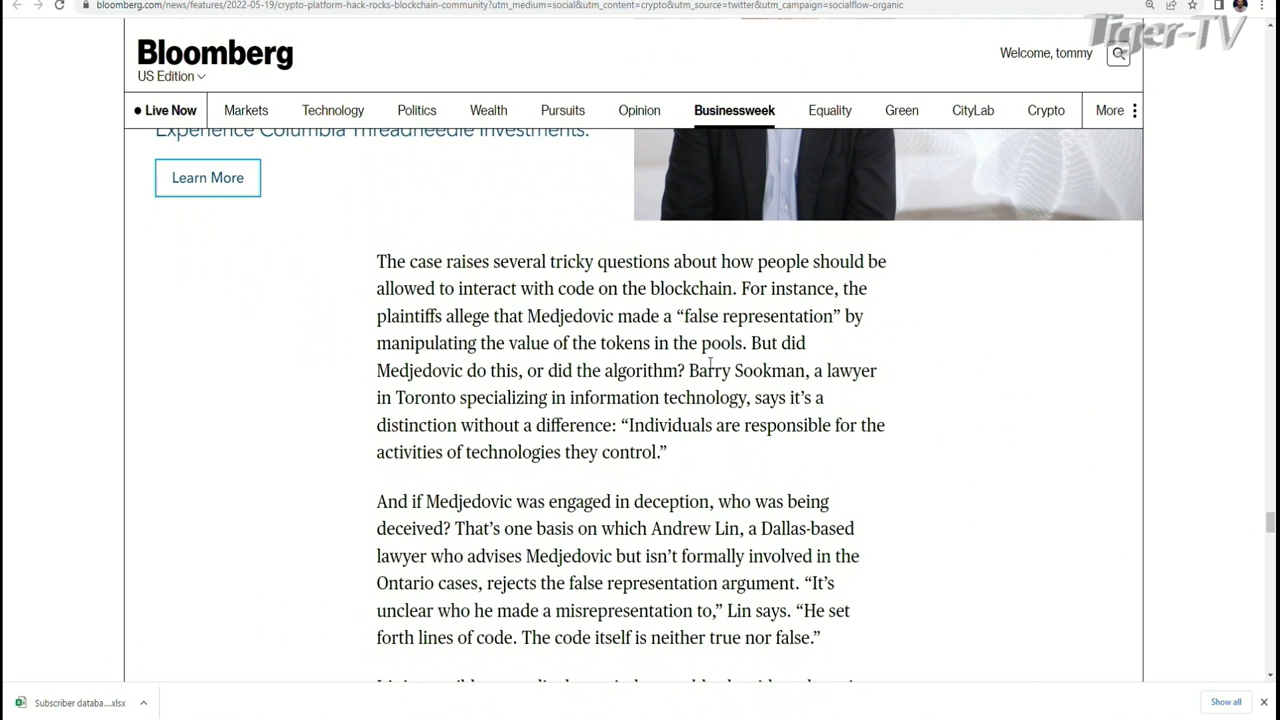 bloomberg.com/news/features/2022-05-19/crypto-platform-hack-rocks-blockchain-community?utm_medium=social&utm_content=crypto&utm_source=twitter&utm_campaign=socialflow-organic
Tiger-TV
Bloomberg
Welcome, tommy
US Edition
Live Now Markets Technology Politics Wealth Pursuits Opinion Businessweek Equality Green CityLab Crypto More
Experience Columbia Threadneedle Investments.
Learn More
The case raises several tricky questions about how people should be
allowed to interact with code on the blockchain. For instance, the
plaintiffs allege that Medjedovic made a “false representation” by
manipulating the value of the tokens in the pools. But did
Medjedovic do this, or did the algorithm? Barry Sookman, a lawyer
in Toronto specializing in information technology, says it’s a
distinction without a difference: “Individuals are responsible for the
activities of technologies they control.”
And if Medjedovic was engaged in deception, who was being
deceived? That’s one basis on which Andrew Lin, a Dallas-based
lawyer who advises Medjedovic but isn’t formally involved in the
Ontario cases, rejects the false representation argument. “It’s
unclear who he made a misrepresentation to,” Lin says. “He set
forth lines of code. The code itself is neither true nor false.”
Subscriber databa....xlsx
Show all